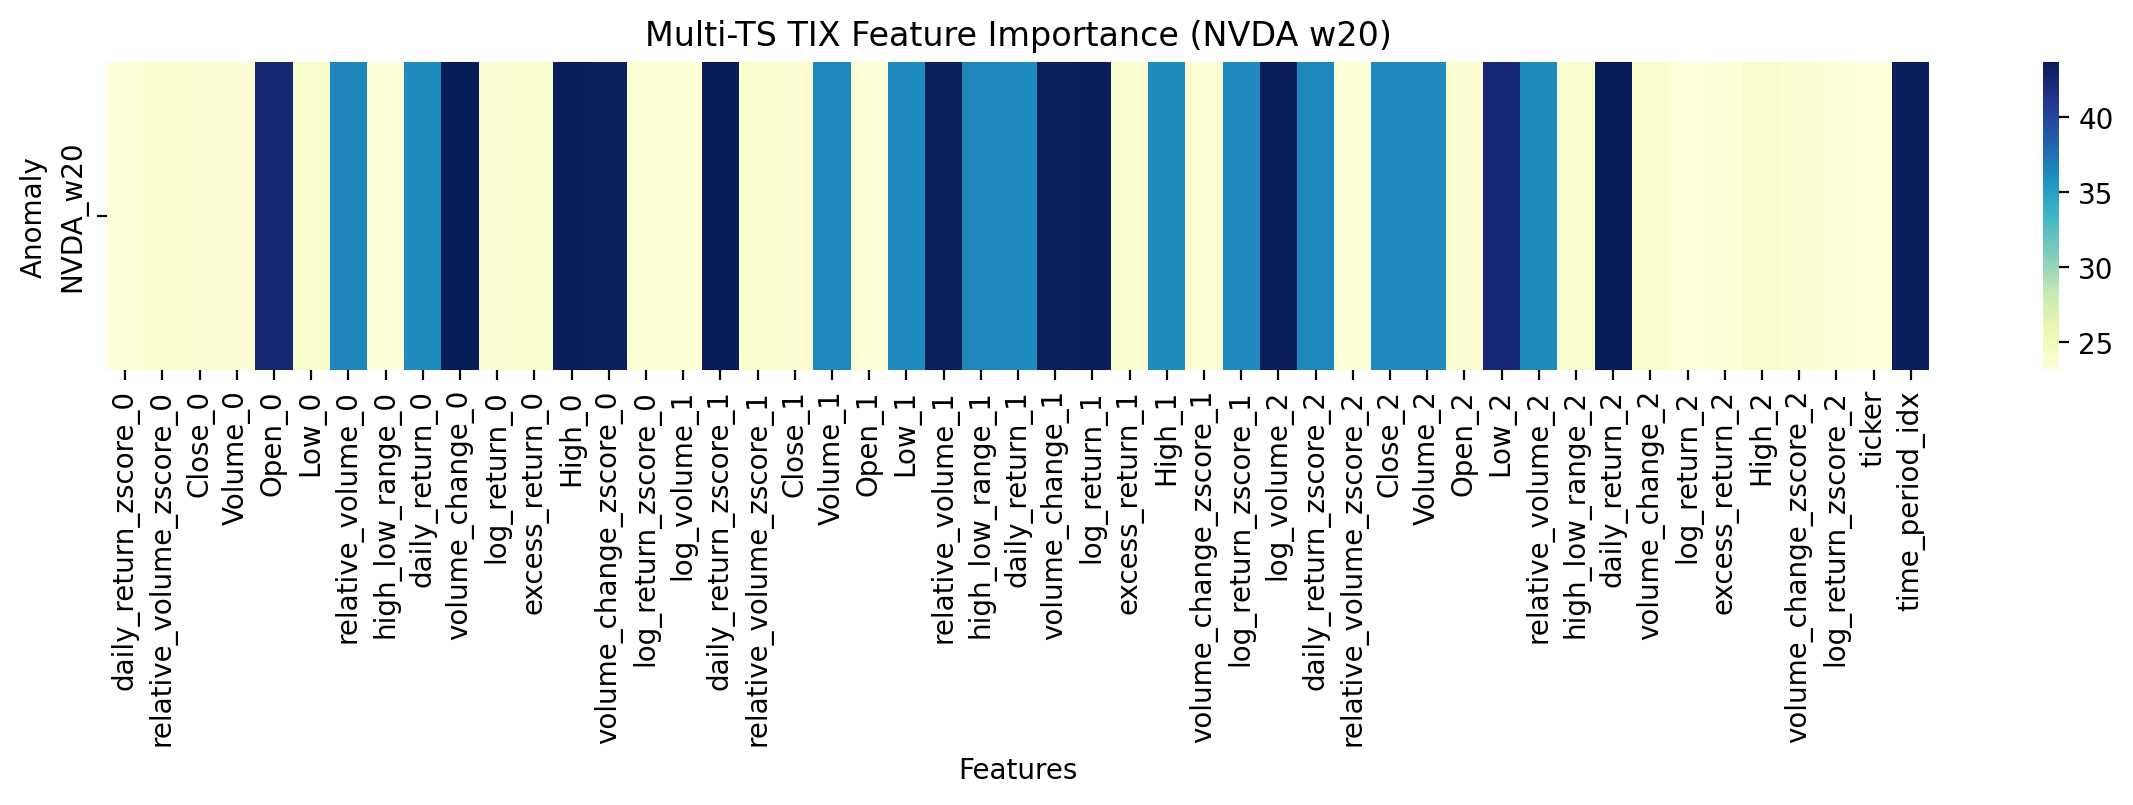 Multi-TS TIX Feature Importance (NVDA w20)
Anomaly
NVDA_w20
daily_return_zscore_0
relative_volume_zscore_0
Close_0
Volume_0
Open_0
Low_0
relative_volume_0
high_low_range_0
daily_return_0
volume_change_0
log_return_0
excess_return_0
High_0
volume_change_zscore_0
log_return_zscore_0
log_volume_1
daily_return_zscore_1
relative_volume_zscore_1
Close_1
Volume_1
Open_1
Low_1
relative_volume_1
high_low_range_1
daily_return_1
volume_change_1
log_return_1
excess_return_1
High_1
volume_change_zscore_1
log_return_zscore_1
log_volume_2
daily_return_zscore_2
relative_volume_zscore_2
Close_2
Volume_2
Open_2
Low_2
relative_volume_2
high_low_range_2
daily_return_2
volume_change_2
log_return_2
excess_return_2
High_2
volume_change_zscore_2
log_return_zscore_2
ticker
time_period_idx
Features
40
35
30
25